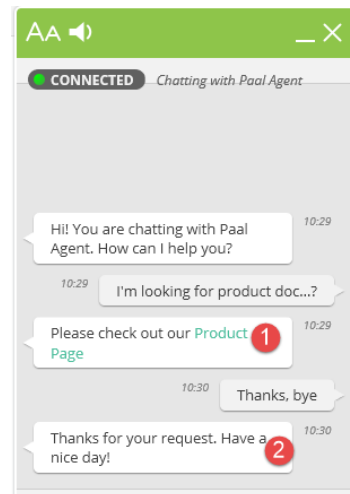 AA
CONNECTED Chatting with Paal Agent
10:29
Hi! You are chatting with Paal
Agent. How can I help you?
10:29
I'm looking for product doc...?
10:29
Please check out our Product
Page
1
10:30
Thanks, bye
10:30
Thanks for your request. Have a
nice day!
2